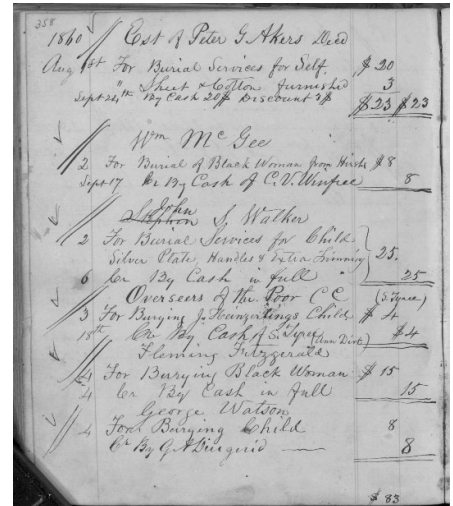 358
1860 Est of Peter G Akers Decd
Aug 1st For Burial Services for Self. $20
" Sheet & Cotton furnished 3
Sept 24th By Cash 20$ Discount 3$ $23 $23
Wm McGee
2 For Burial of Black Woman from Hirsh $8
Sept 17 Cr By Cash of C. V. Winfree 8
John
Stephen S Walker
2 For Burial Services for Child
Silver Plate, Handles & Extra Trimming 25.
6 Cr By Cash in full 25
Overseers of the Poor C C (S. Tyree)
3 For Burying J. Child $4
18th Cr By Cash of S. Tyree $4
Fleming Fitzgerald
4 For Burying Black Woman $15
4 Cr By Cash in full 15
George Watson
4 For Burying Child 8
Cr By G A 8
$83